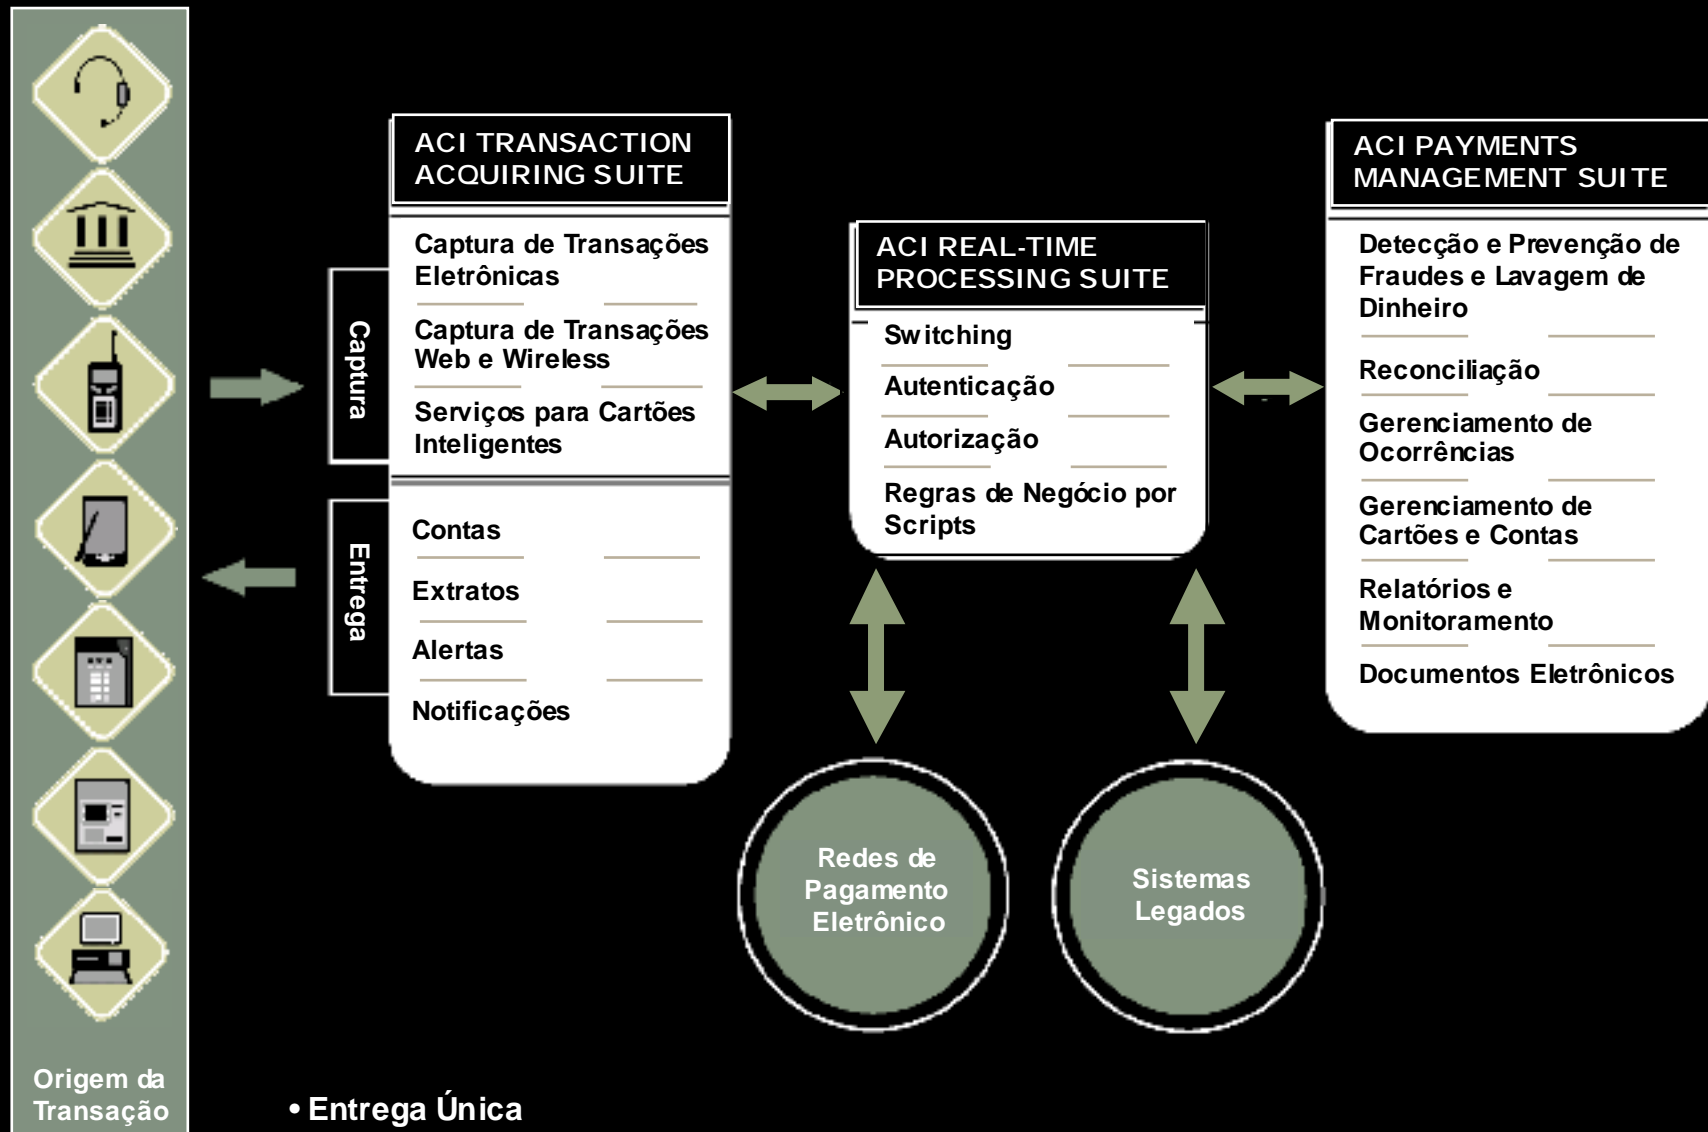 ACI TRANSACTION
ACQUIRING SUITE
Captura
Captura de Transações
Eletrônicas
Captura de Transações
Web e Wireless
Serviços para Cartões
Inteligentes
Entrega
Contas
Extratos
Alertas
Notificações
ACI REAL-TIME
PROCESSING SUITE
Switching
Autenticação
Autorização
Regras de Negócio por
Scripts
ACI PAYMENTS
MANAGEMENT SUITE
Detecção e Prevenção de
Fraudes e Lavagem de
Dinheiro
Reconciliação
Gerenciamento de
Ocorrências
Gerenciamento de
Cartões e Contas
Relatórios e
Monitoramento
Documentos Eletrônicos
Redes de
Pagamento
Eletrônico
Sistemas
Legados
Origem da
Transação
• Entrega Única